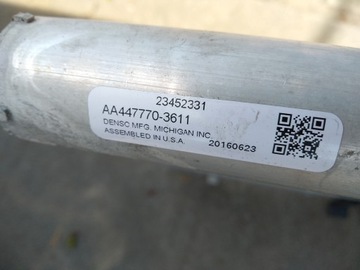 23452331
AA447770-3611
DENSO MFG. MICHIGAN INC.
ASSEMBLED IN U.S.A. 20160623